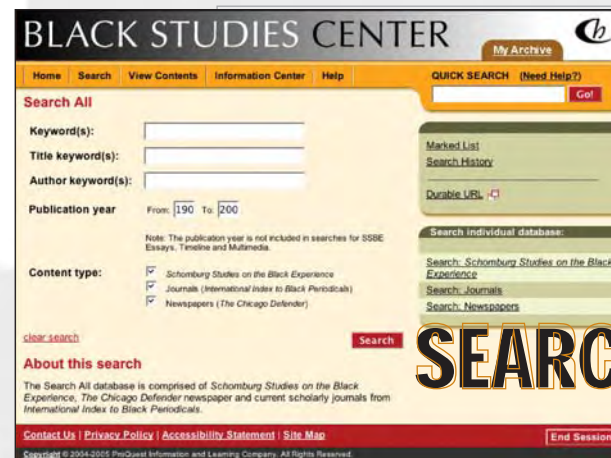 BLACK STUDIES CENTER
My Archive
Home Search View Contents Information Center Help
QUICK SEARCH (Need Help?)
Go!
Search All
Keyword(s):
Title keyword(s):
Author keyword(s):
Publication year From: 190 To: 200
Note: The publication year is not included in searches for SSBE
Essays, Timeline and Multimedia.
Content type:
Schomburg Studies on the Black Experience
Journals (International Index to Black Periodicals)
Newspapers (The Chicago Defender)
clear search
Search
About this search
The Search All database is comprised of Schomburg Studies on the Black
Experience, The Chicago Defender newspaper and current scholarly journals from
International Index to Black Periodicals.
Marked List
Search History
Durable URL
Search individual database:
Search: Schomburg Studies on the Black
Experience
Search: Journals
Search: Newspapers
SEARC
Contact Us | Privacy Policy | Accessibility Statement | Site Map
End Session
Copyright © 2004-2005 ProQuest Information and Learning Company. All Rights Reserved.